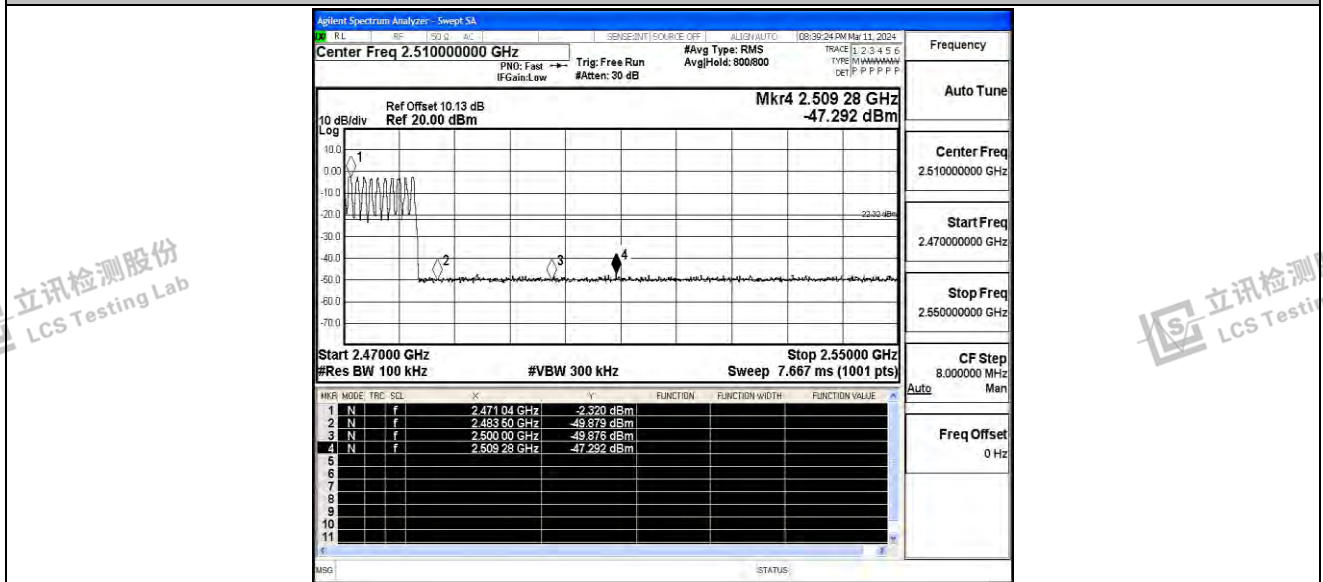 Agilent Spectrum Analyzer - Swept SA
RL RF 50 Ω AC SENSE:INT SOURCE OFF ALIGN AUTO 08:39:24 PM Mar 11, 2024
Center Freq 2.510000000 GHz
PNO: Fast
IFGain:Low
Trig: Free Run
#Atten: 30 dB
#Avg Type: RMS
Avg|Hold: 800/800
TRACE 1 2 3 4 5 6
TYPE M
DET P P P P P P
Mkr4 2.509 28 GHz
-47.292 dBm
Ref Offset 10.13 dB
10 dB/div Ref 20.00 dBm
Log
10.0
0.00
-10.0
-20.0
-30.0
-40.0
-50.0
-60.0
-70.0
1
2
3
4
Start 2.47000 GHz
Stop 2.55000 GHz
#Res BW 100 kHz
#VBW 300 kHz
Sweep 7.667 ms (1001 pts)
MKR MODE TRC SCL X Y FUNCTION FUNCTION WIDTH FUNCTION VALUE
1 N f 2.471 04 GHz -2.320 dBm
2 N f 2.483 50 GHz -49.879 dBm
3 N f 2.500 00 GHz -49.876 dBm
4 N f 2.509 28 GHz -47.292 dBm
5
6
7
8
9
10
11
MSG
STATUS
Frequency
Auto Tune
Center Freq
2.510000000 GHz
Start Freq
2.470000000 GHz
Stop Freq
2.550000000 GHz
CF Step
8.000000 MHz
Auto Man
Freq Offset
0 Hz
立讯检测股份
LCS Testing Lab
立讯检测
LCS